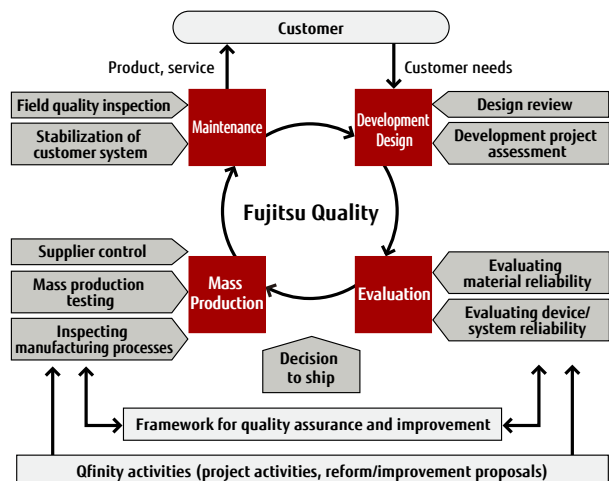 Customer
Product, service
Customer needs
Field quality inspection
Stabilization of
customer system
Maintenance
Development
Design
Design review
Development project
assessment
Fujitsu Quality
Supplier control
Mass production
testing
Inspecting
manufacturing processes
Mass
Production
Evaluation
Evaluating
material reliability
Evaluating device/
system reliability
Decision
to ship
Framework for quality assurance and improvement
Qfinity activities (project activities, reform/improvement proposals)